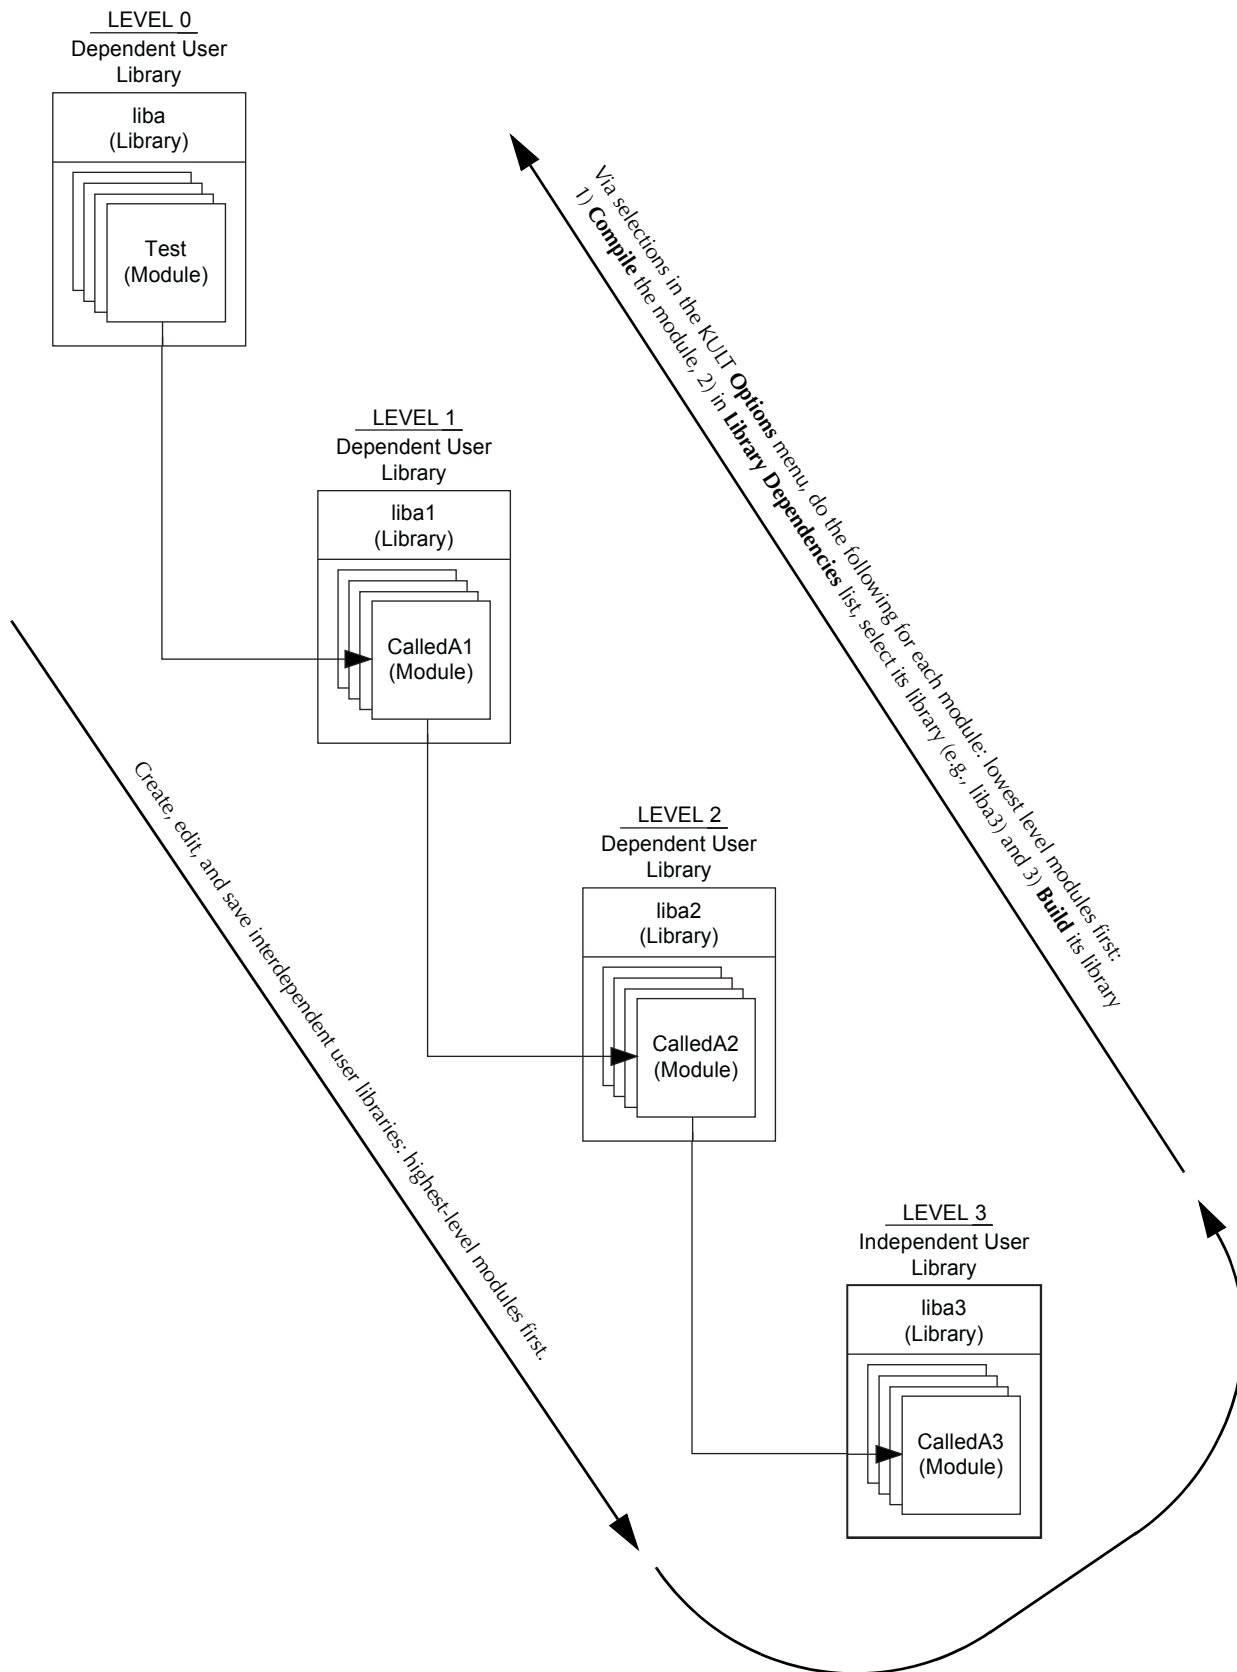 LEVEL 0
Dependent User
Library
liba
(Library)
Test
(Module)
LEVEL 1
Dependent User
Library
liba1
(Library)
CalledA1
(Module)
LEVEL 2
Dependent User
Library
liba2
(Library)
CalledA2
(Module)
LEVEL 3
Independent User
Library
liba3
(Library)
CalledA3
(Module)
Create, edit, and save interdependent user libraries: highest-level modules first.
Via selections in the KULT Options menu, do the following for each module: lowest level modules first:
1) Compile the module, 2) in Library Dependencies list, select its library (e.g., liba3) and 3) Build its library